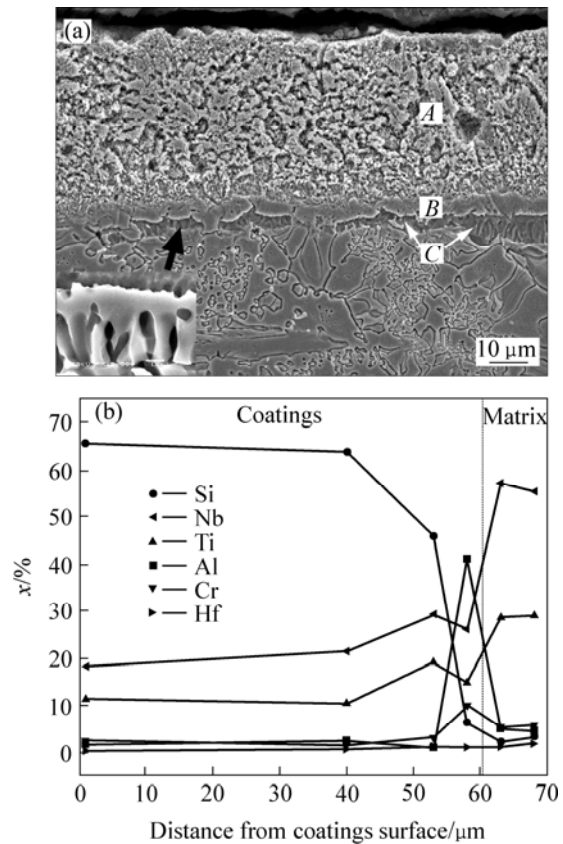 (a)
A
B
C
10 μm
(b)
Coatings
Matrix
Si
Nb
Ti
Al
Cr
Hf
x/%
70
60
50
40
30
20
10
0
0 10 20 30 40 50 60 70
Distance from coatings surface/μm